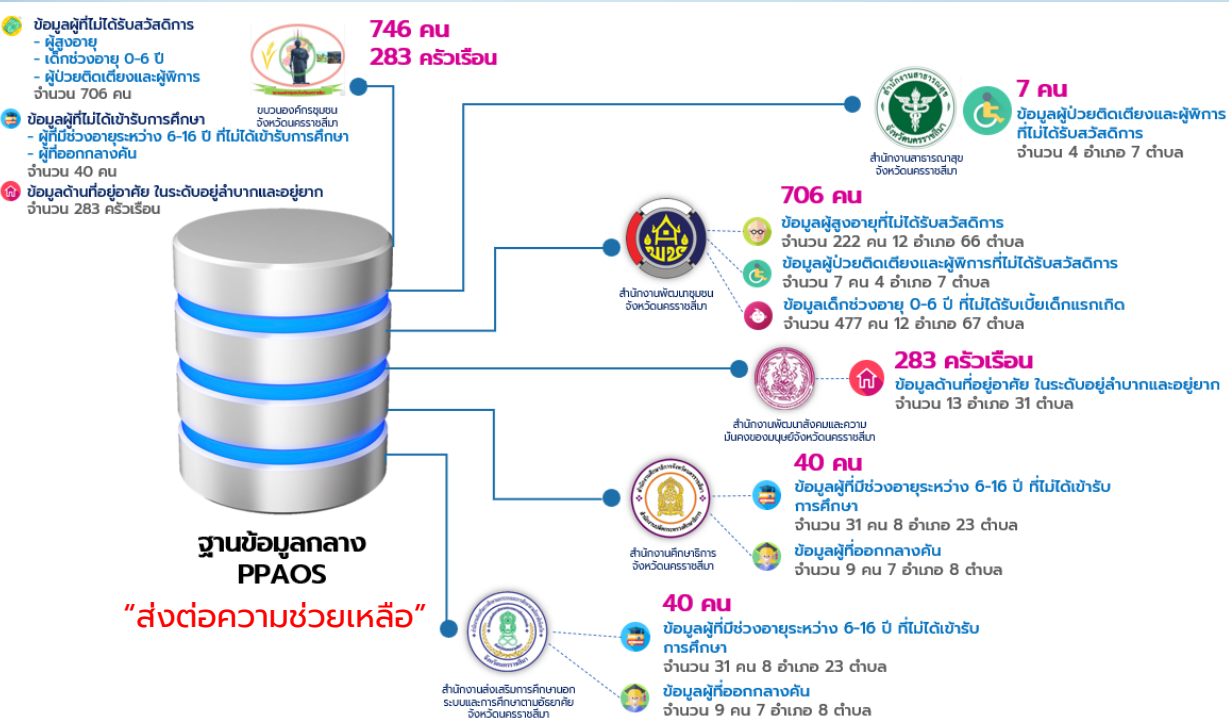 ข้อมูลผู้ที่ไม่ได้รับสวัสดิการ
- ผู้สูงอายุ
- เด็กช่วงอายุ 0-6 ปี
- ผู้ป่วยติดเตียงและผู้พิการ
จำนวน 706 คน
ข้อมูลผู้ที่ไม่ได้เข้ารับการศึกษา
- ผู้ที่มีช่วงอายุระหว่าง 6-16 ปี ที่ไม่ได้เข้ารับการศึกษา
- ผู้ที่ออกกลางคัน
จำนวน 40 คน
ข้อมูลด้านที่อยู่อาศัย ในระดับอยู่ลำบากและอยู่ยาก
จำนวน 283 ครัวเรือน
746 คน
283 ครัวเรือน
ขบวนองค์กรชุมชน
จังหวัดนครราชสีมา
7 คน
ข้อมูลผู้ป่วยติดเตียงและผู้พิการ
ที่ไม่ได้รับสวัสดิการ
จำนวน 4 อำเภอ 7 ตำบล
สำนักงานสาธารณสุข
จังหวัดนครราชสีมา
706 คน
ข้อมูลผู้สูงอายุที่ไม่ได้รับสวัสดิการ
จำนวน 222 คน 12 อำเภอ 66 ตำบล
ข้อมูลผู้ป่วยติดเตียงและผู้พิการที่ไม่ได้รับสวัสดิการ
จำนวน 7 คน 4 อำเภอ 7 ตำบล
ข้อมูลเด็กช่วงอายุ 0-6 ปี ที่ไม่ได้รับเบี้ยเด็กแรกเกิด
จำนวน 477 คน 12 อำเภอ 67 ตำบล
สำนักงานพัฒนาชุมชน
จังหวัดนครราชสีมา
283 ครัวเรือน
ข้อมูลด้านที่อยู่อาศัย ในระดับอยู่ลำบากและอยู่ยาก
จำนวน 13 อำเภอ 31 ตำบล
สำนักงานพัฒนาสังคมและความ
มั่นคงของมนุษย์จังหวัดนครราชสีมา
40 คน
ข้อมูลผู้ที่มีช่วงอายุระหว่าง 6-16 ปี ที่ไม่ได้เข้ารับ
การศึกษา
จำนวน 31 คน 8 อำเภอ 23 ตำบล
ข้อมูลผู้ที่ออกกลางคัน
จำนวน 9 คน 7 อำเภอ 8 ตำบล
สำนักงานศึกษาธิการ
จังหวัดนครราชสีมา
ฐานข้อมูลกลาง
PPAOS
“ส่งต่อความช่วยเหลือ”
40 คน
ข้อมูลผู้ที่มีช่วงอายุระหว่าง 6-16 ปี ที่ไม่ได้เข้ารับ
การศึกษา
จำนวน 31 คน 8 อำเภอ 23 ตำบล
ข้อมูลผู้ที่ออกกลางคัน
จำนวน 9 คน 7 อำเภอ 8 ตำบล
สำนักงานส่งเสริมการศึกษานอก
ระบบและการศึกษาตามอัธยาศัย
จังหวัดนครราชสีมา